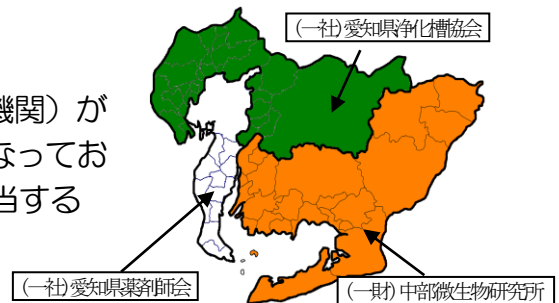 (一社)愛知県浄化槽協会
機関）が
なってお
当する
(一社)愛知県薬剤師会
(一財)中部微生物研究所